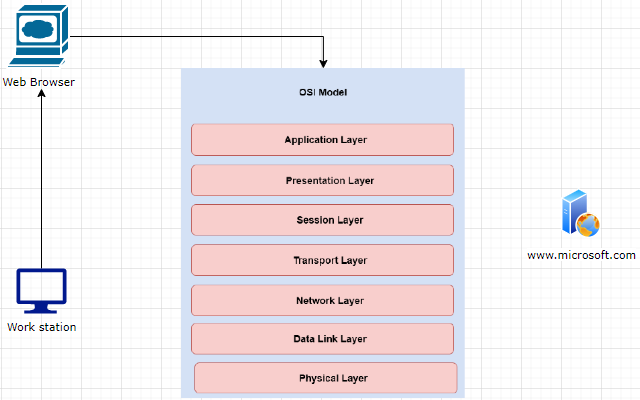 Web Browser
OSI Model
Application Layer
Presentation Layer
Session Layer
Transport Layer
www.microsoft.com
Network Layer
Work station
Data Link Layer
Physical Layer